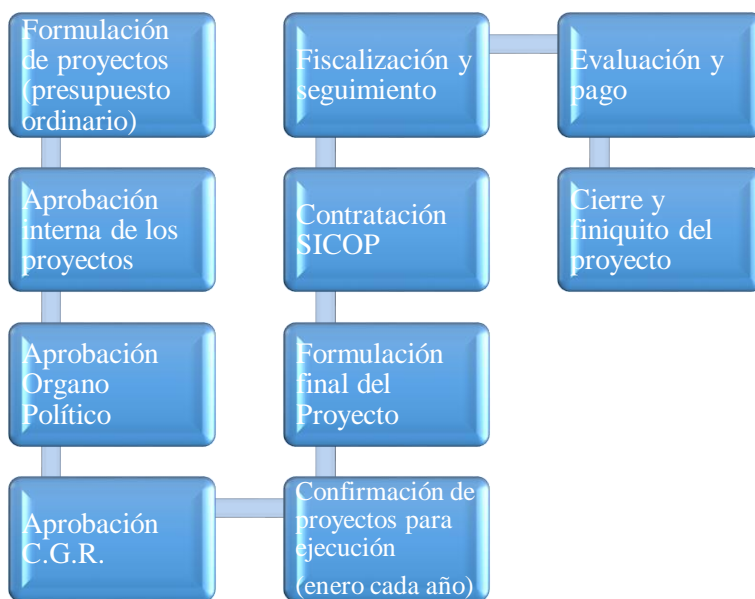 Formulación
de proyectos
(presupuesto
ordinario)
Aprobación
interna de los
proyectos
Aprobación
Organo
Político
Aprobación
C.G.R.
Confirmación de
proyectos para
ejecución
(enero cada año)
Formulación
final del
Proyecto
Contratación
SICOP
Fiscalización y
seguimiento
Evaluación y
pago
Cierre y
finiquito del
proyecto